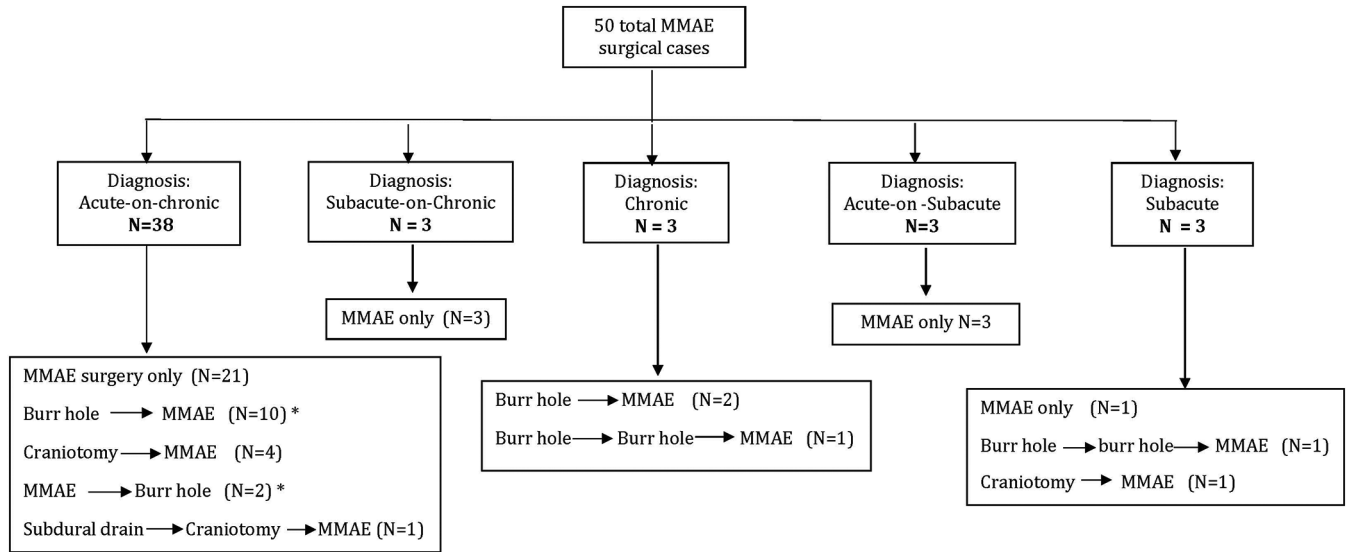 50 total MMAE
surgical cases
Diagnosis:
Acute-on-chronic
N=38
Diagnosis:
Subacute-on-Chronic
N = 3
Diagnosis:
Chronic
N = 3
Diagnosis:
Acute-on -Subacute
N=3
Diagnosis:
Subacute
N = 3
MMAE only (N=3)
MMAE only N=3
MMAE surgery only (N=21)
Burr hole → MMAE (N=10) *
Craniotomy → MMAE (N=4)
MMAE → Burr hole (N=2) *
Subdural drain → Craniotomy → MMAE (N=1)
Burr hole → MMAE (N=2)
Burr hole → Burr hole → MMAE (N=1)
MMAE only (N=1)
Burr hole → burr hole → MMAE (N=1)
Craniotomy → MMAE (N=1)